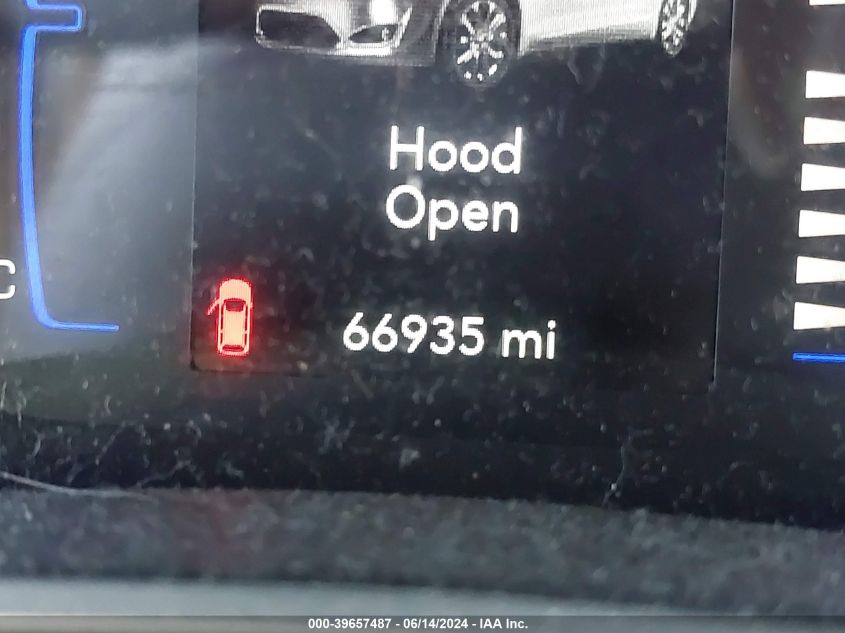 Hood
Open
C
66935 mi
000-39657487 - 06/14/2024 - IAA Inc.